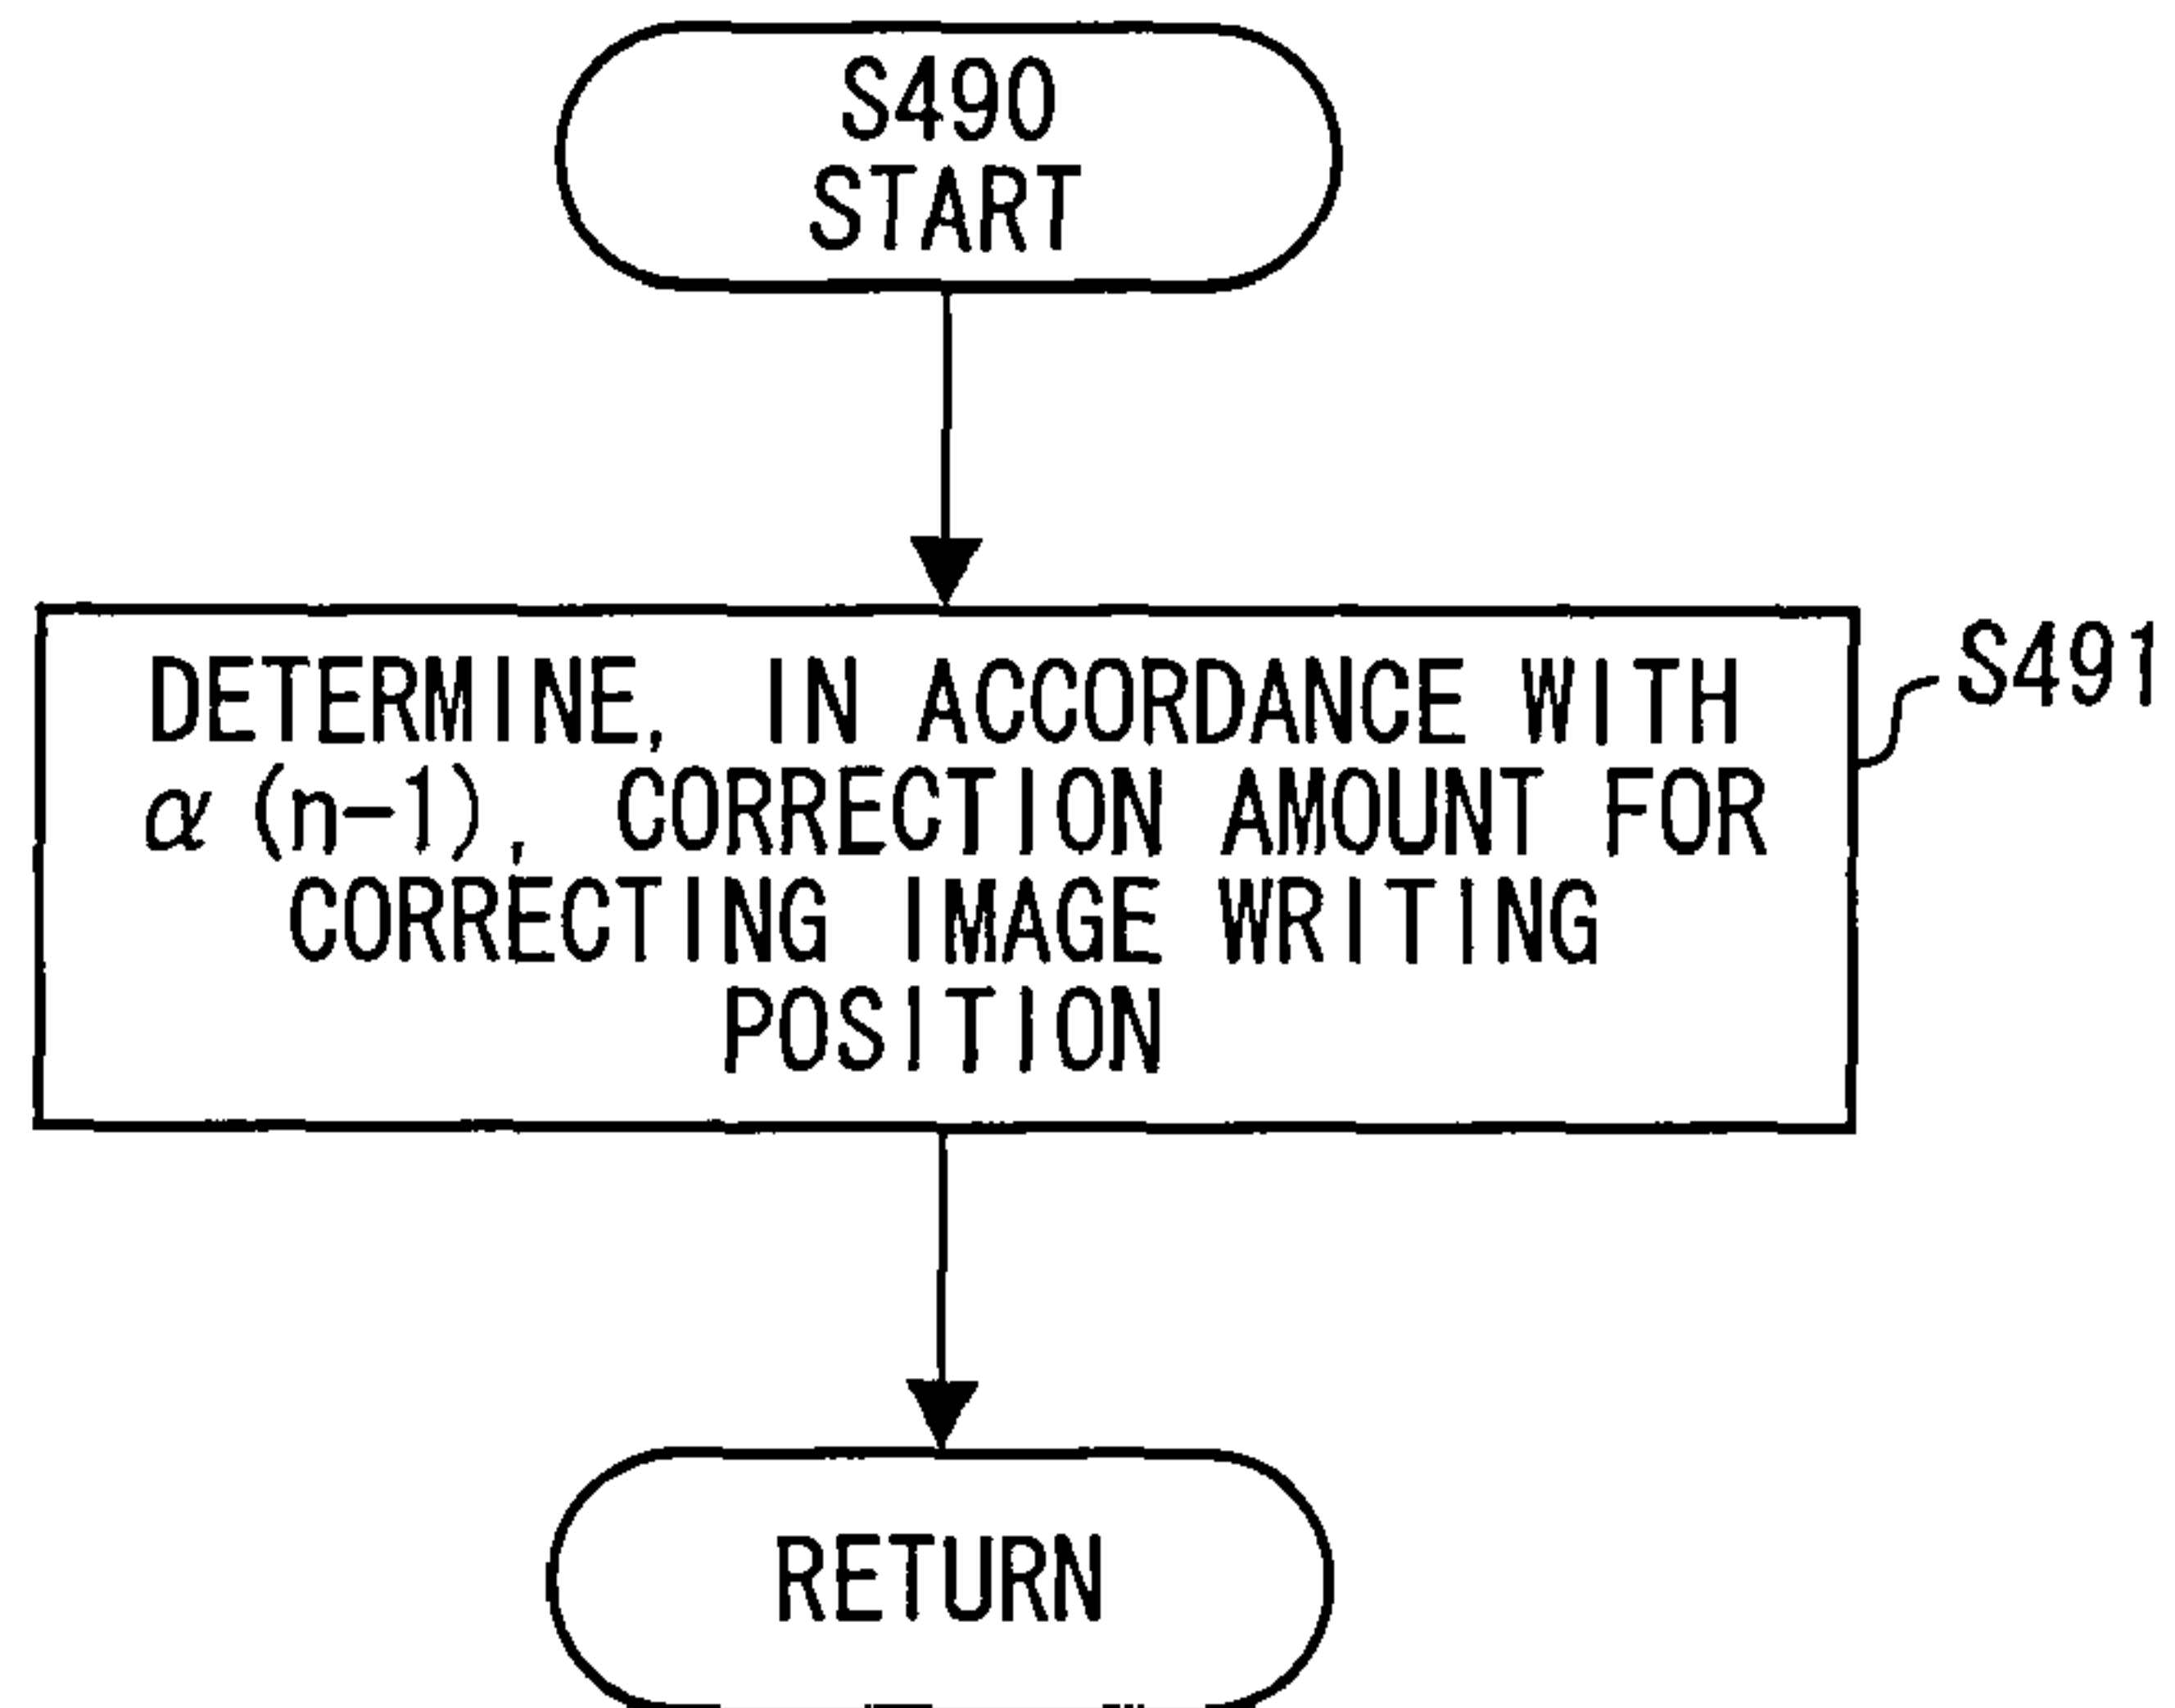 S490
START
DETERMINE, IN ACCORDANCE WITH
α(n-1), CORRECTION AMOUNT FOR
CORRECTING IMAGE WRITING
POSITION
S491
RETURN